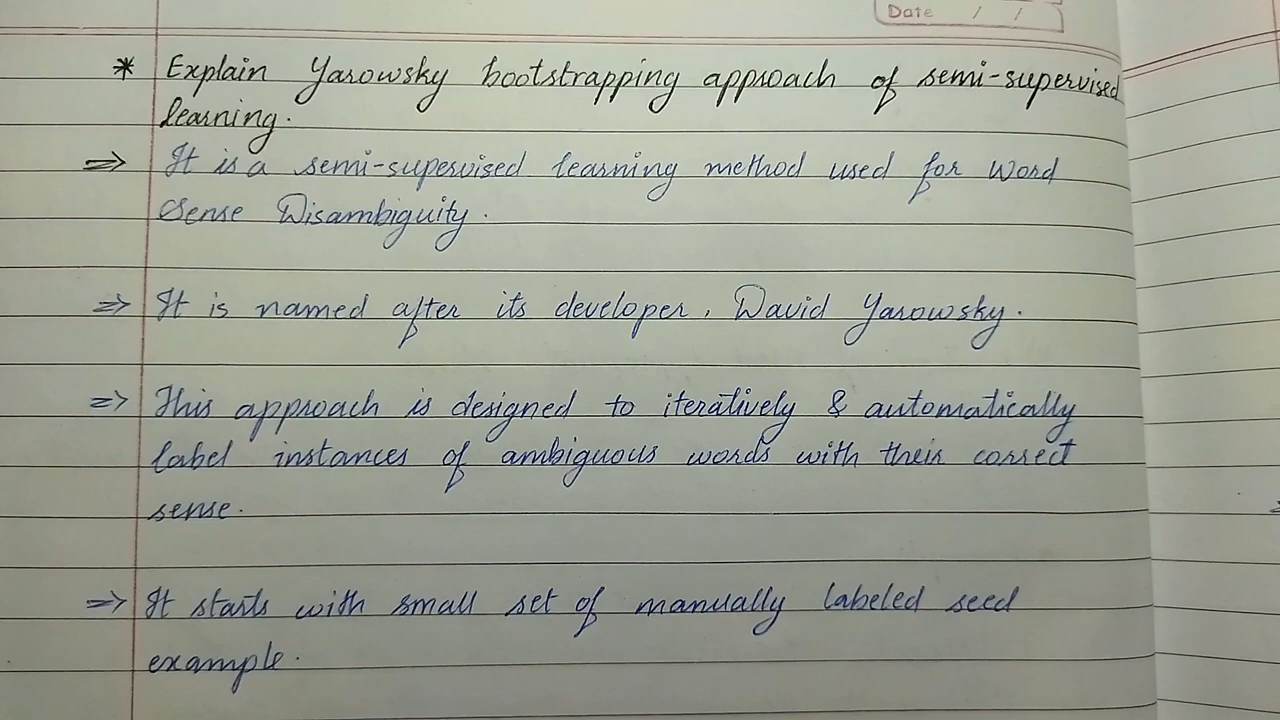 Date / /
* Explain Yarowsky bootstrapping approach of semi-supervised
learning.
=> It is a semi-supervised learning method used for Word
Sense Disambiguity.
=> It is named after its developer, David Yarowsky.
=> This approach is designed to iteratively & automatically
label instances of ambiguous words with their correct
sense.
=> It starts with small set of manually labeled seed
example.